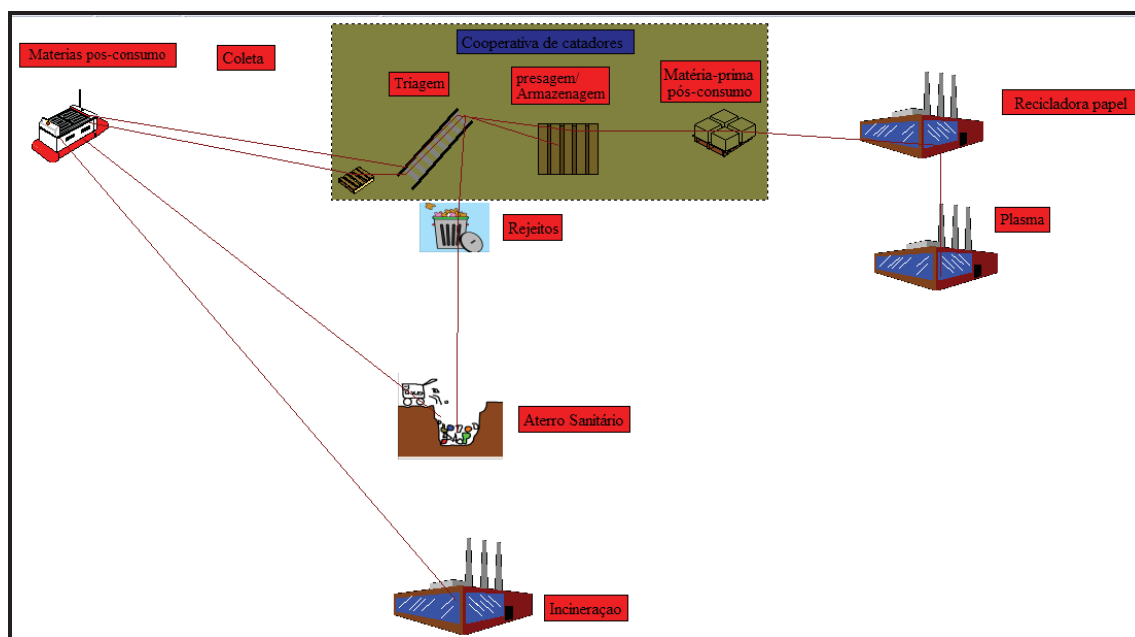 Cooperativa de catadores
Materias pos-consumo
Coleta
Triagem
presagem/
Armazenagem
Matéria-prima
pós-consumo
Recicladora papel
Rejeitos
Plasma
Aterro Sanitário
Incineraçao